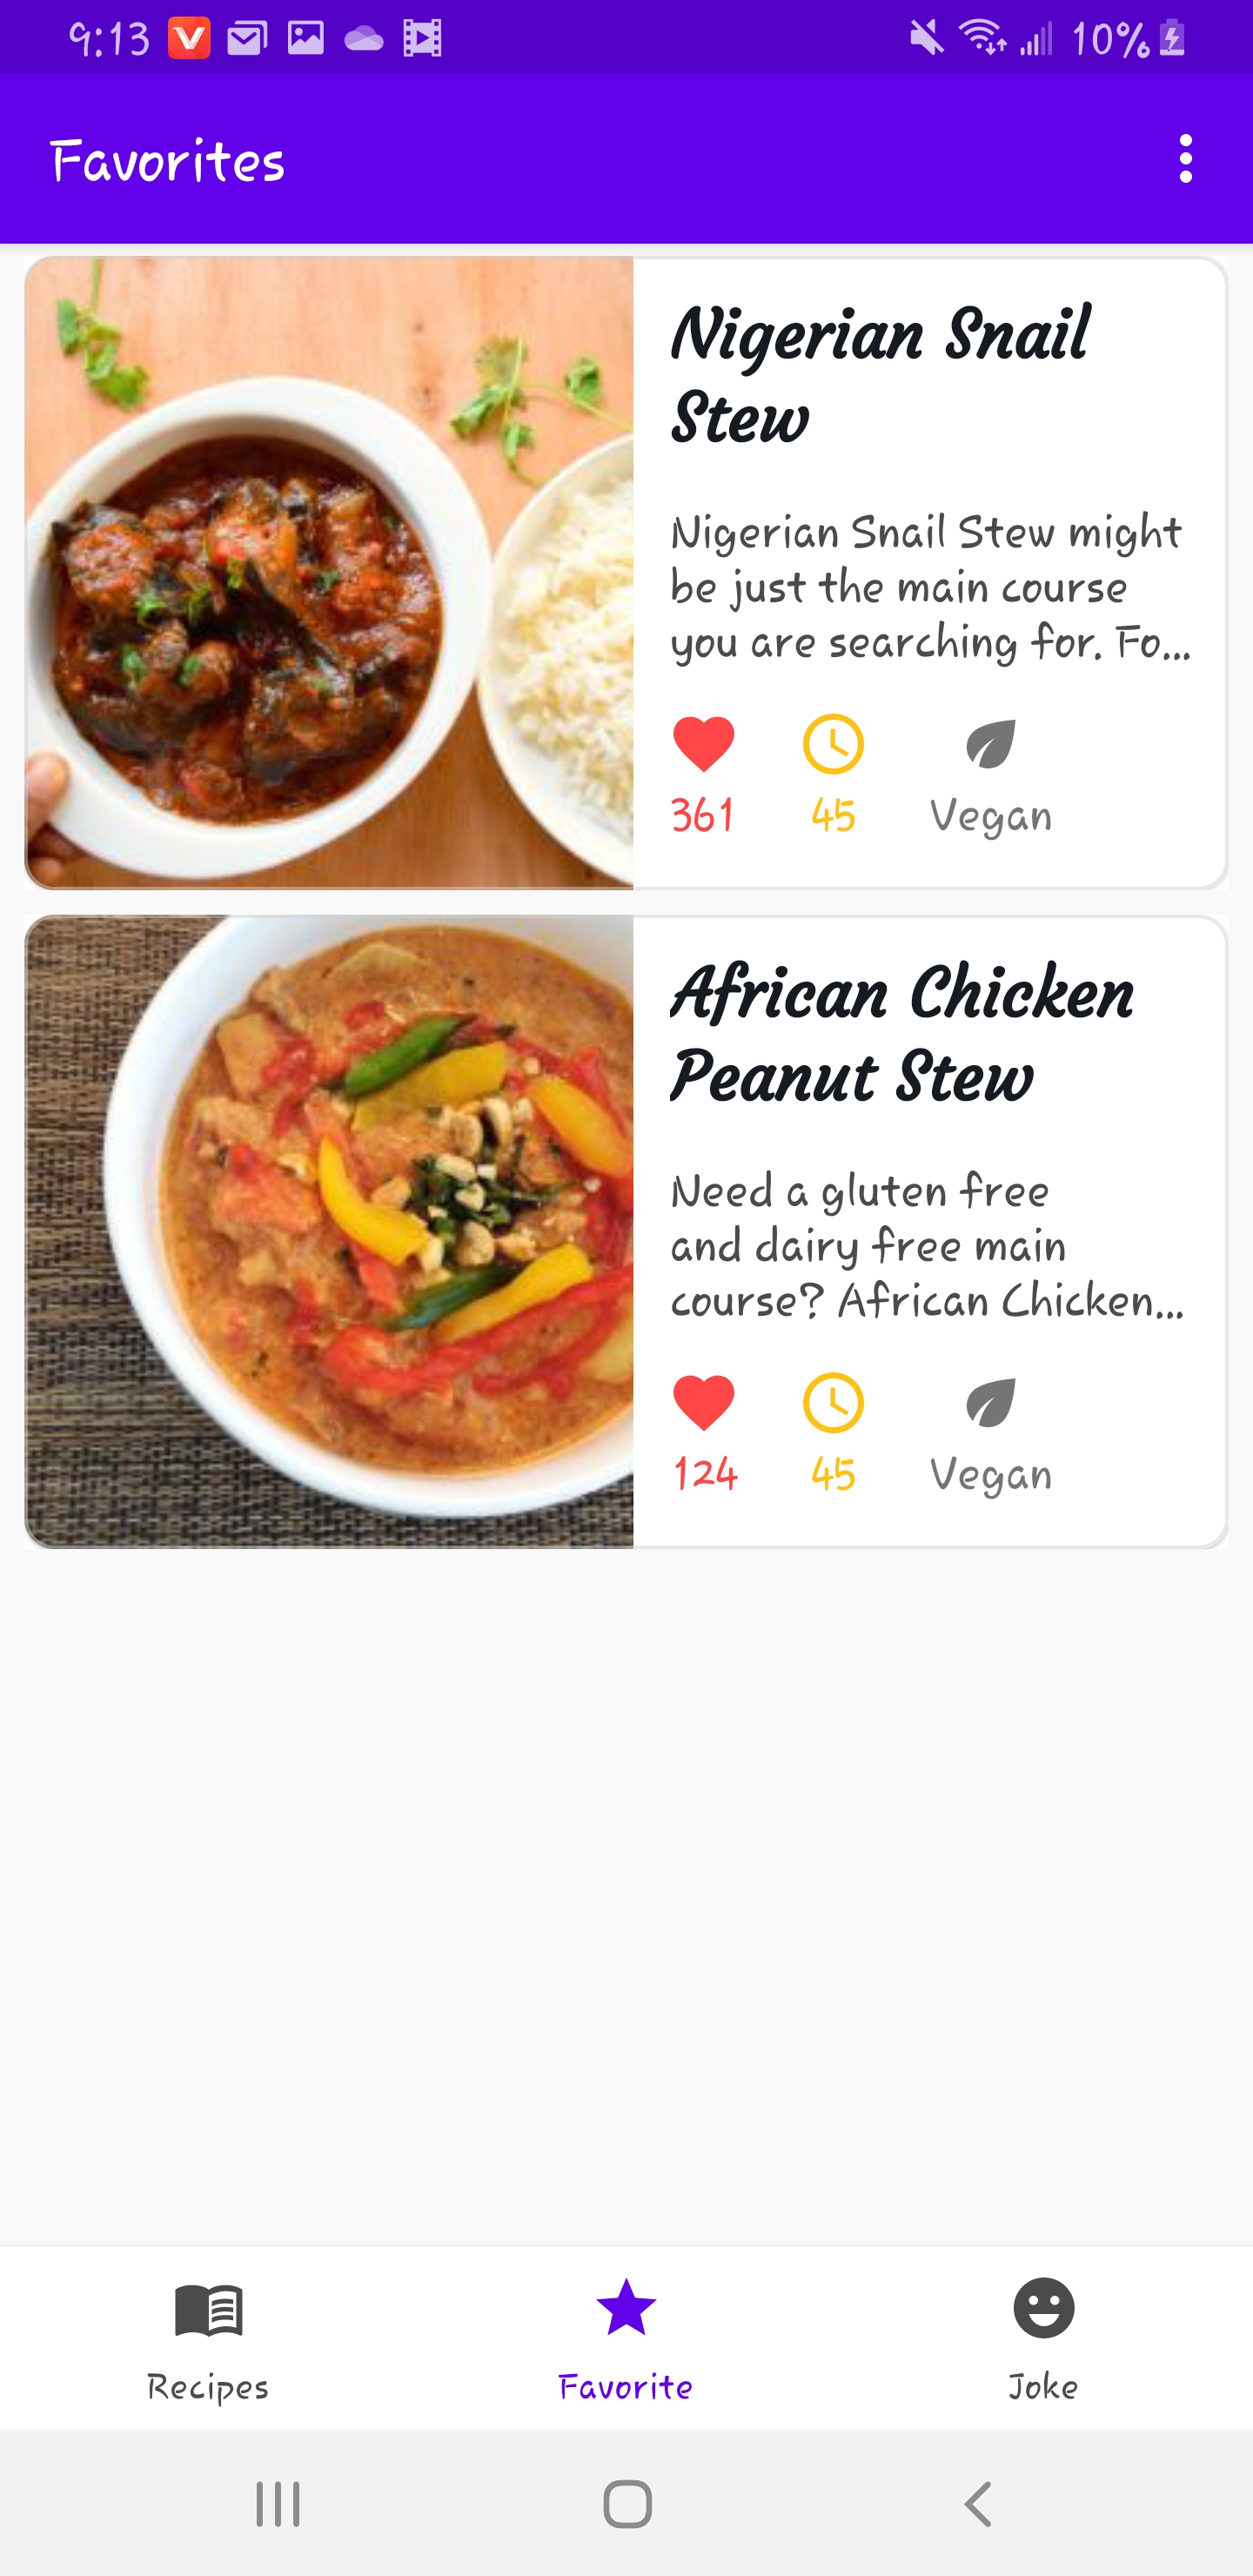 9:13
10%
Favorites
Nigerian Snail
Stew
Nigerian Snail Stew might
be just the main course
you are searching for. Fo...
361
45
Vegan
African Chicken
Peanut Stew
Need a gluten free
and dairy free main
course? African Chicken...
124
45
Vegan
Recipes
Favorite
Joke